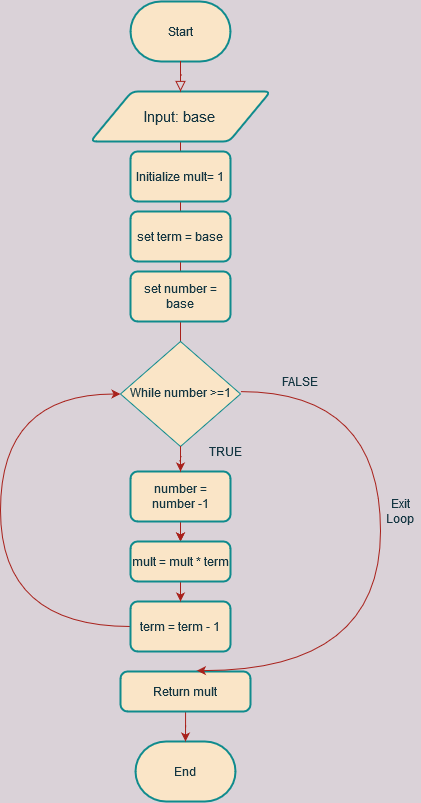 Start
Input: base
Initialize mult= 1
set term = base
set number =
base
While number >=1
FALSE
TRUE
number =
number -1
Exit
Loop
mult = mult * term
term = term - 1
Return mult
End